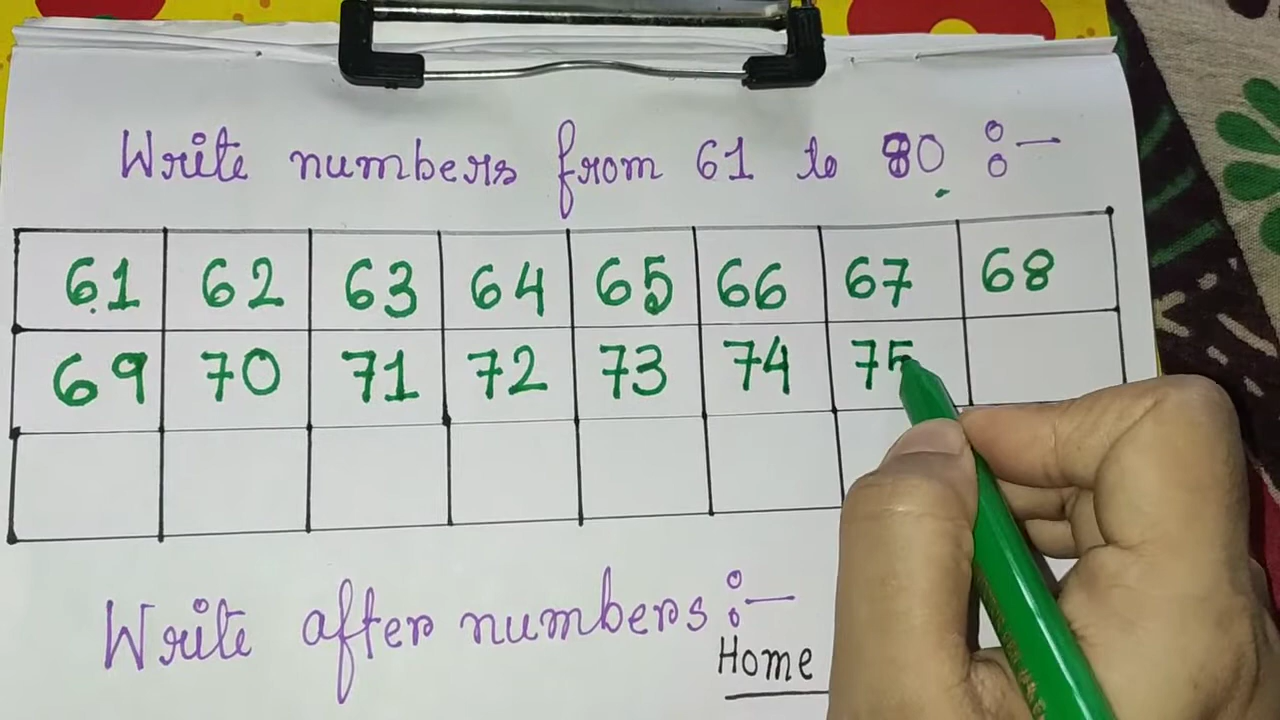 Write numbers from 61 to 80 :-
61 62 63 64 65 66 67 68
69 70 71 72 73 74 75
Write after numbers :-
Home